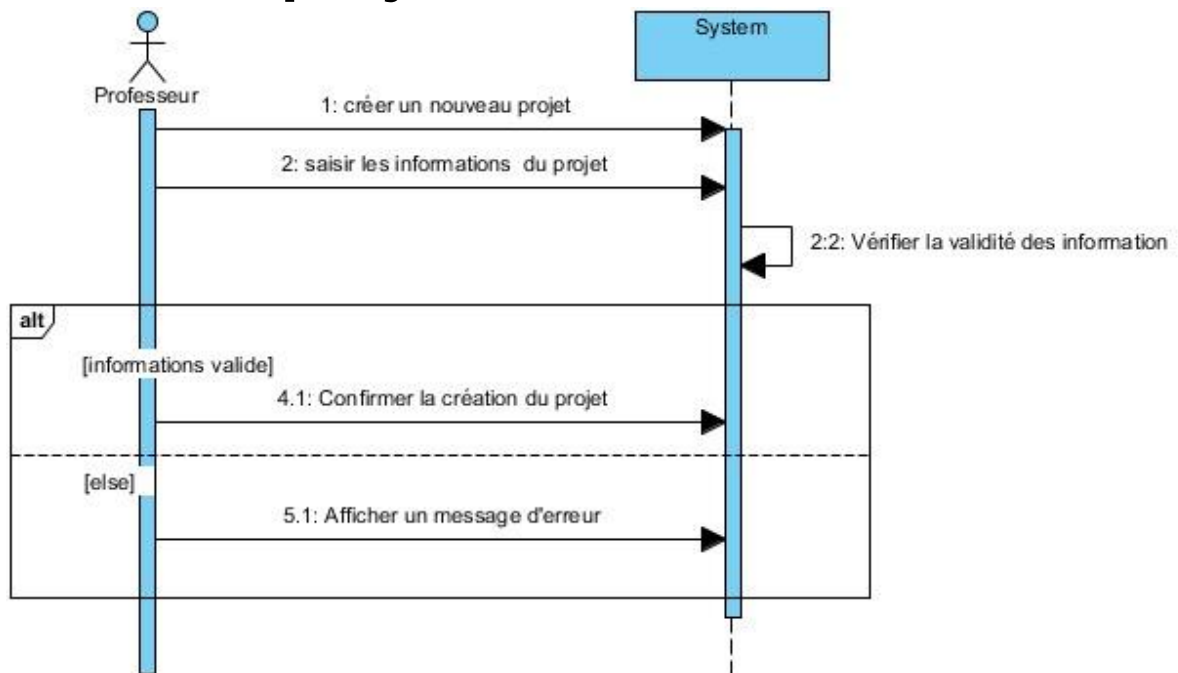 System
Professeur
1: créer un nouveau projet
2: saisir les informations du projet
2:2: Vérifier la validité des information
alt
[informations valide]
4.1: Confirmer la création du projet
[else]
5.1: Afficher un message d'erreur